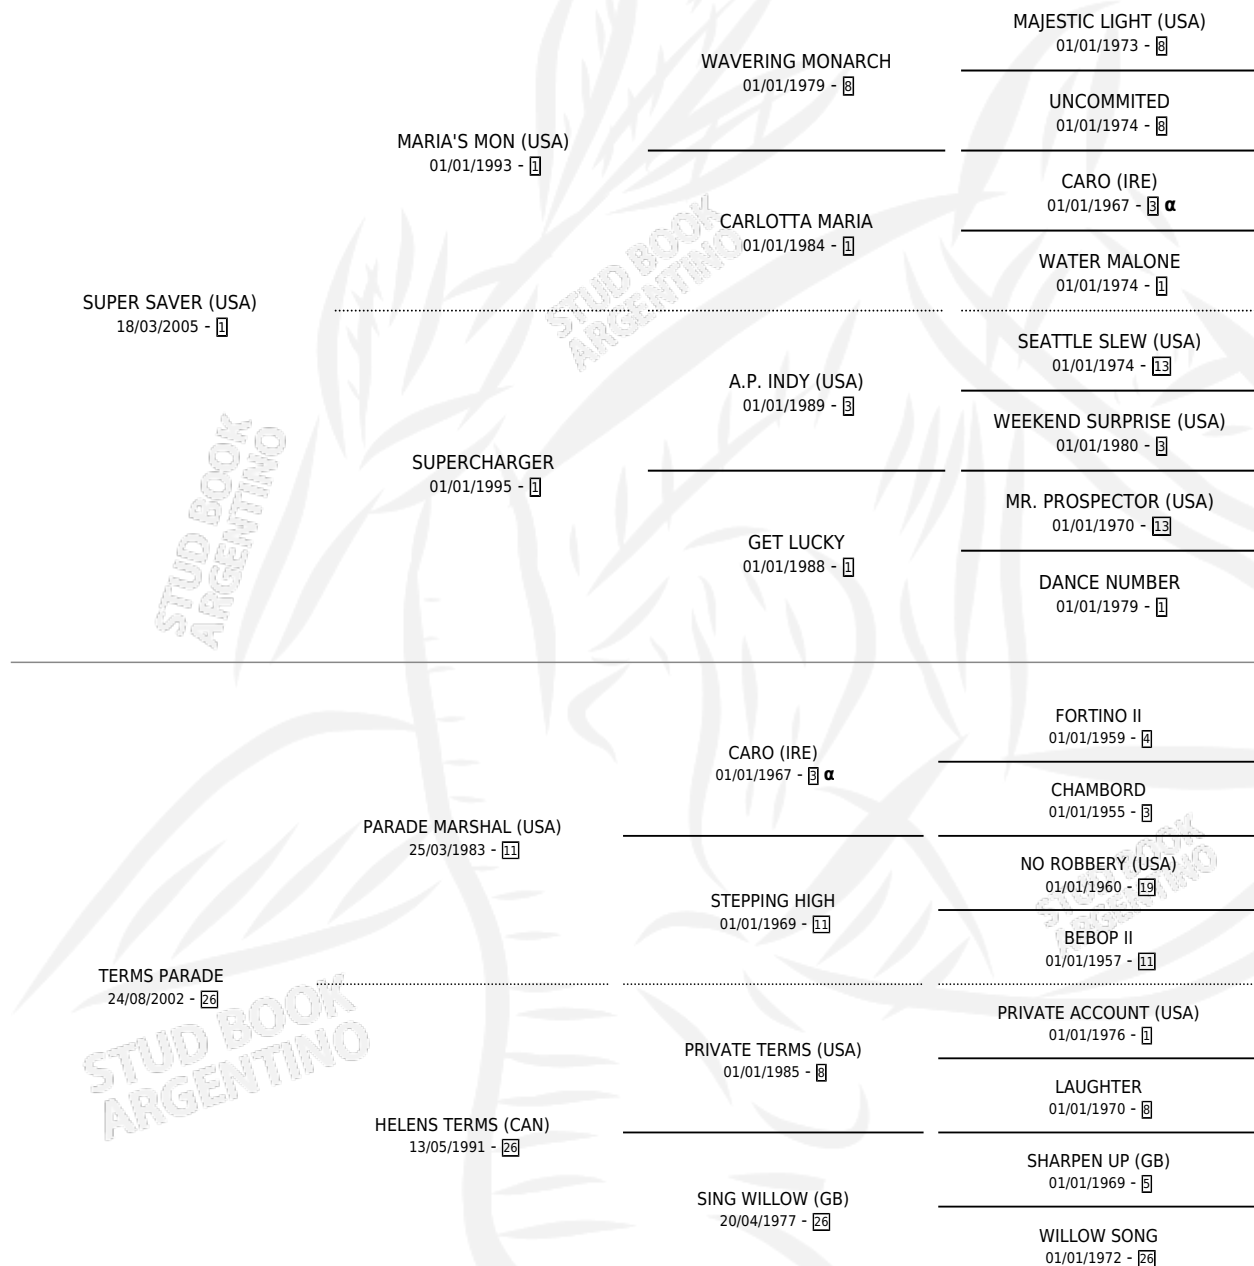 MAJESTIC LIGHT (USA)
01/01/1973 - 8
WAVERING MONARCH
01/01/1979 - 8
UNCOMMITED
01/01/1974 - 8
MARIA'S MON (USA)
01/01/1993 - 1
CARO (IRE)
01/01/1967 - 3 α
CARLOTTA MARIA
01/01/1984 - 1
WATER MALONE
01/01/1974 - 1
SUPER SAVER (USA)
18/03/2005 - 1
STUD BOOK
ARGENTINO
SEATTLE SLEW (USA)
01/01/1974 - 13
A.P. INDY (USA)
01/01/1989 - 3
WEEKEND SURPRISE (USA)
01/01/1980 - 3
SUPERCHARGER
01/01/1995 - 1
MR. PROSPECTOR (USA)
01/01/1970 - 13
GET LUCKY
01/01/1988 - 1
DANCE NUMBER
01/01/1979 - 1
STUD BOOK
ARGENTINO
FORTINO II
01/01/1959 - 4
CARO (IRE)
01/01/1967 - 3 α
CHAMBORD
01/01/1955 - 3
PARADE MARSHAL (USA)
25/03/1983 - 11
NO ROBBERY (USA)
01/01/1960 - 19
STEPPING HIGH
01/01/1969 - 11
BEBOP II
01/01/1957 - 11
STUD BOOK
ARGENTINO
TERMS PARADE
24/08/2002 - 26
PRIVATE ACCOUNT (USA)
01/01/1976 - 1
PRIVATE TERMS (USA)
01/01/1985 - 8
LAUGHTER
01/01/1970 - 8
HELENS TERMS (CAN)
13/05/1991 - 26
SHARPEN UP (GB)
01/01/1969 - 5
SING WILLOW (GB)
20/04/1977 - 26
WILLOW SONG
01/01/1972 - 26
STUD BOOK
ARGENTINO